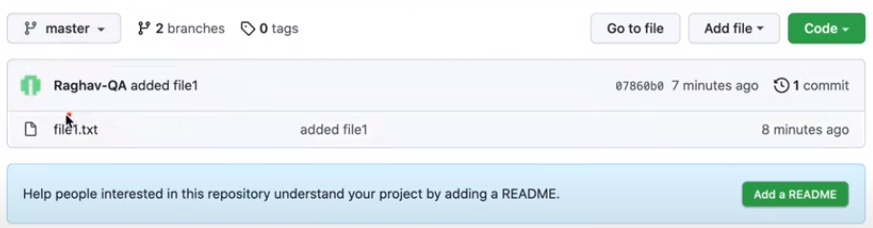 master 2 branches 0 tags Go to file Add file Code
Raghav-QA added file1 07860b0 7 minutes ago 1 commit
file1.txt added file1 8 minutes ago
Help people interested in this repository understand your project by adding a README. Add a README